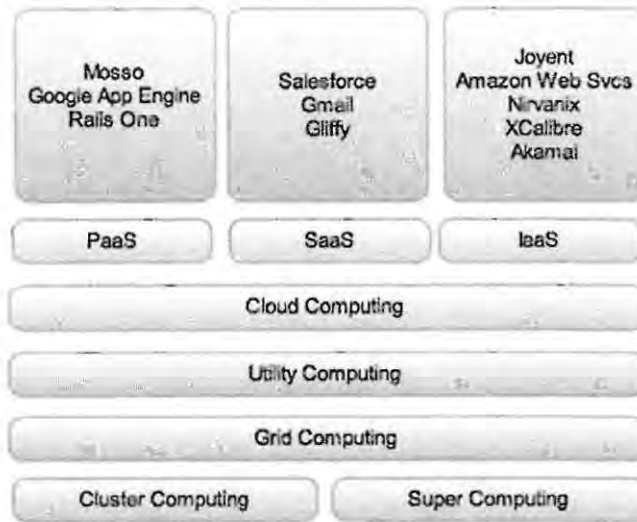 Mosso
Google App Engine
Rails One
Salesforce
Gmail
Gliffy
Joyent
Amazon Web Svcs
Nirvanix
XCalibre
Akamai
PaaS
SaaS
IaaS
Cloud Computing
Utility Computing
Grid Computing
Cluster Computing
Super Computing